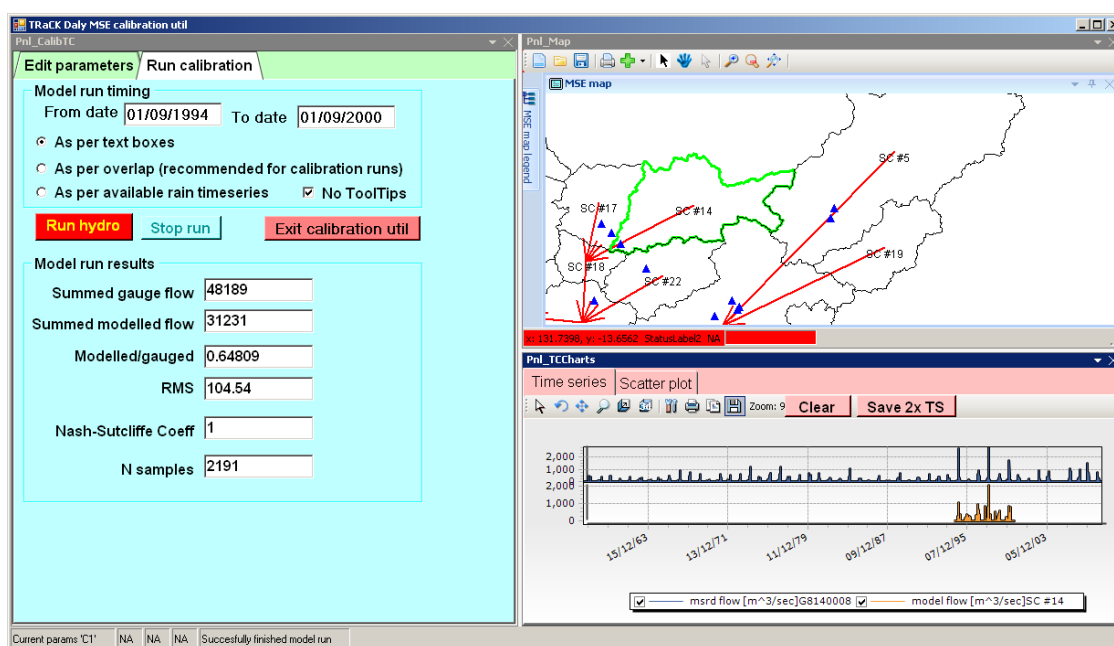 TRaCK Daly MSE calibration util
Pnl_CalibTC
Edit parameters
Run calibration
Model run timing
From date 01/09/1994 To date 01/09/2000
As per text boxes
As per overlap (recommended for calibration runs)
As per available rain timeseries No ToolTips
Run hydro Stop run Exit calibration util
Model run results
Summed gauge flow 48189
Summed modelled flow 31231
Modelled/gauged 0.64809
RMS 104.54
Nash-Sutcliffe Coeff 1
N samples 2191
Current params 'C1' NA NA NA Succesfully finished model run
Pnl_Map
MSE map
MSE map legend
SC #5
SC #17
SC #14
SC #19
SC #18
SC #22
x: 131.7398, y: -13.6562 StatusLabel2 NA
Pnl_TCCharts
Time series Scatter plot
Zoom: 9 Clear Save 2x TS
2,000
1,000
0
2,000
1,000
0
15/12/63 13/12/71 11/12/79 09/12/87 07/12/95 05/12/03
msrd flow [m^3/sec]G8140008 model flow [m^3/sec]SC #14